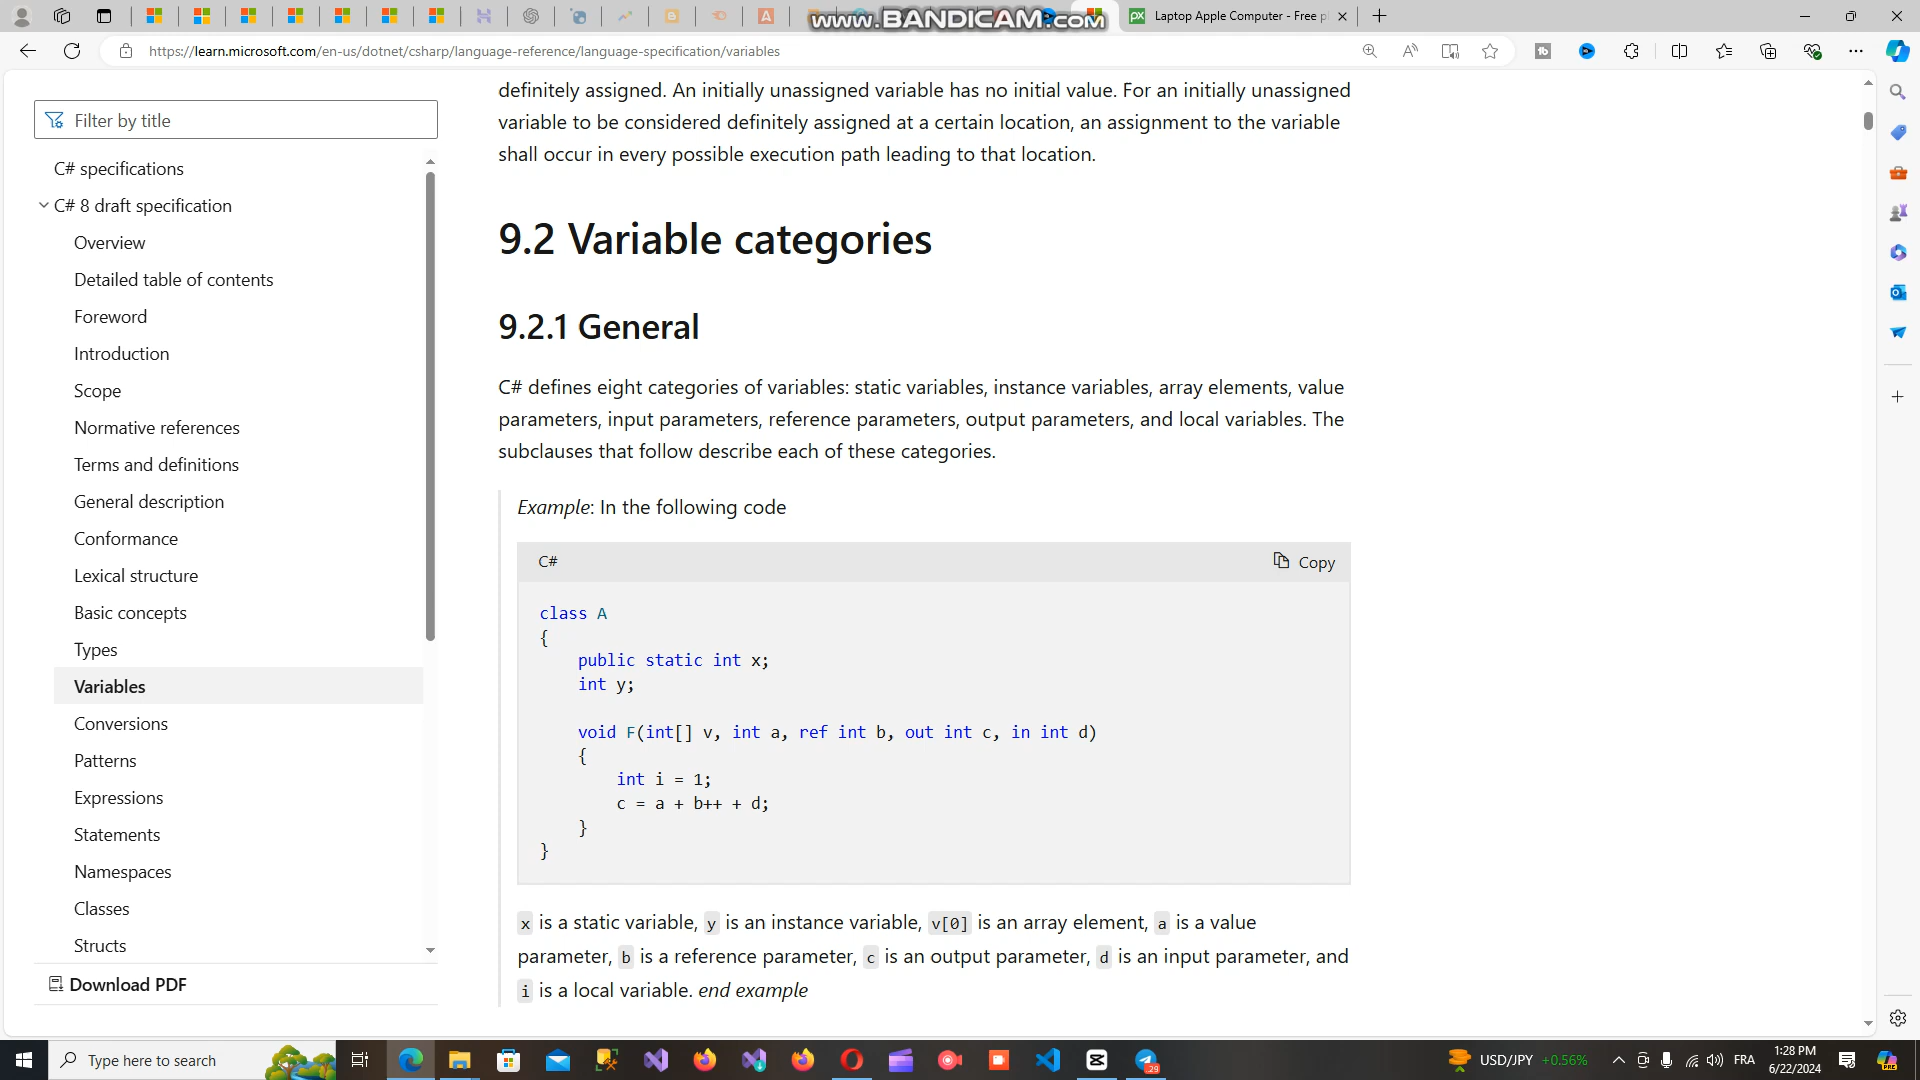 www.BANDICAM.com
Laptop Apple Computer - Free p
https://learn.microsoft.com/en-us/dotnet/csharp/language-reference/language-specification/variables
Filter by title
C# specifications
C# 8 draft specification
Overview
Detailed table of contents
Foreword
Introduction
Scope
Normative references
Terms and definitions
General description
Conformance
Lexical structure
Basic concepts
Types
Variables
Conversions
Patterns
Expressions
Statements
Namespaces
Classes
Structs
Download PDF
definitely assigned. An initially unassigned variable has no initial value. For an initially unassigned
variable to be considered definitely assigned at a certain location, an assignment to the variable
shall occur in every possible execution path leading to that location.
9.2 Variable categories
9.2.1 General
C# defines eight categories of variables: static variables, instance variables, array elements, value
parameters, input parameters, reference parameters, output parameters, and local variables. The
subclauses that follow describe each of these categories.
Example: In the following code
C#
Copy
class A
{
public static int x;
int y;
void F(int[] v, int a, ref int b, out int c, in int d)
{
int i = 1;
c = a + b++ + d;
}
}
x is a static variable, y is an instance variable, v[0] is an array element, a is a value
parameter, b is a reference parameter, c is an output parameter, d is an input parameter, and
i is a local variable. end example
Type here to search
USD/JPY +0.56%
FRA
1:28 PM
6/22/2024